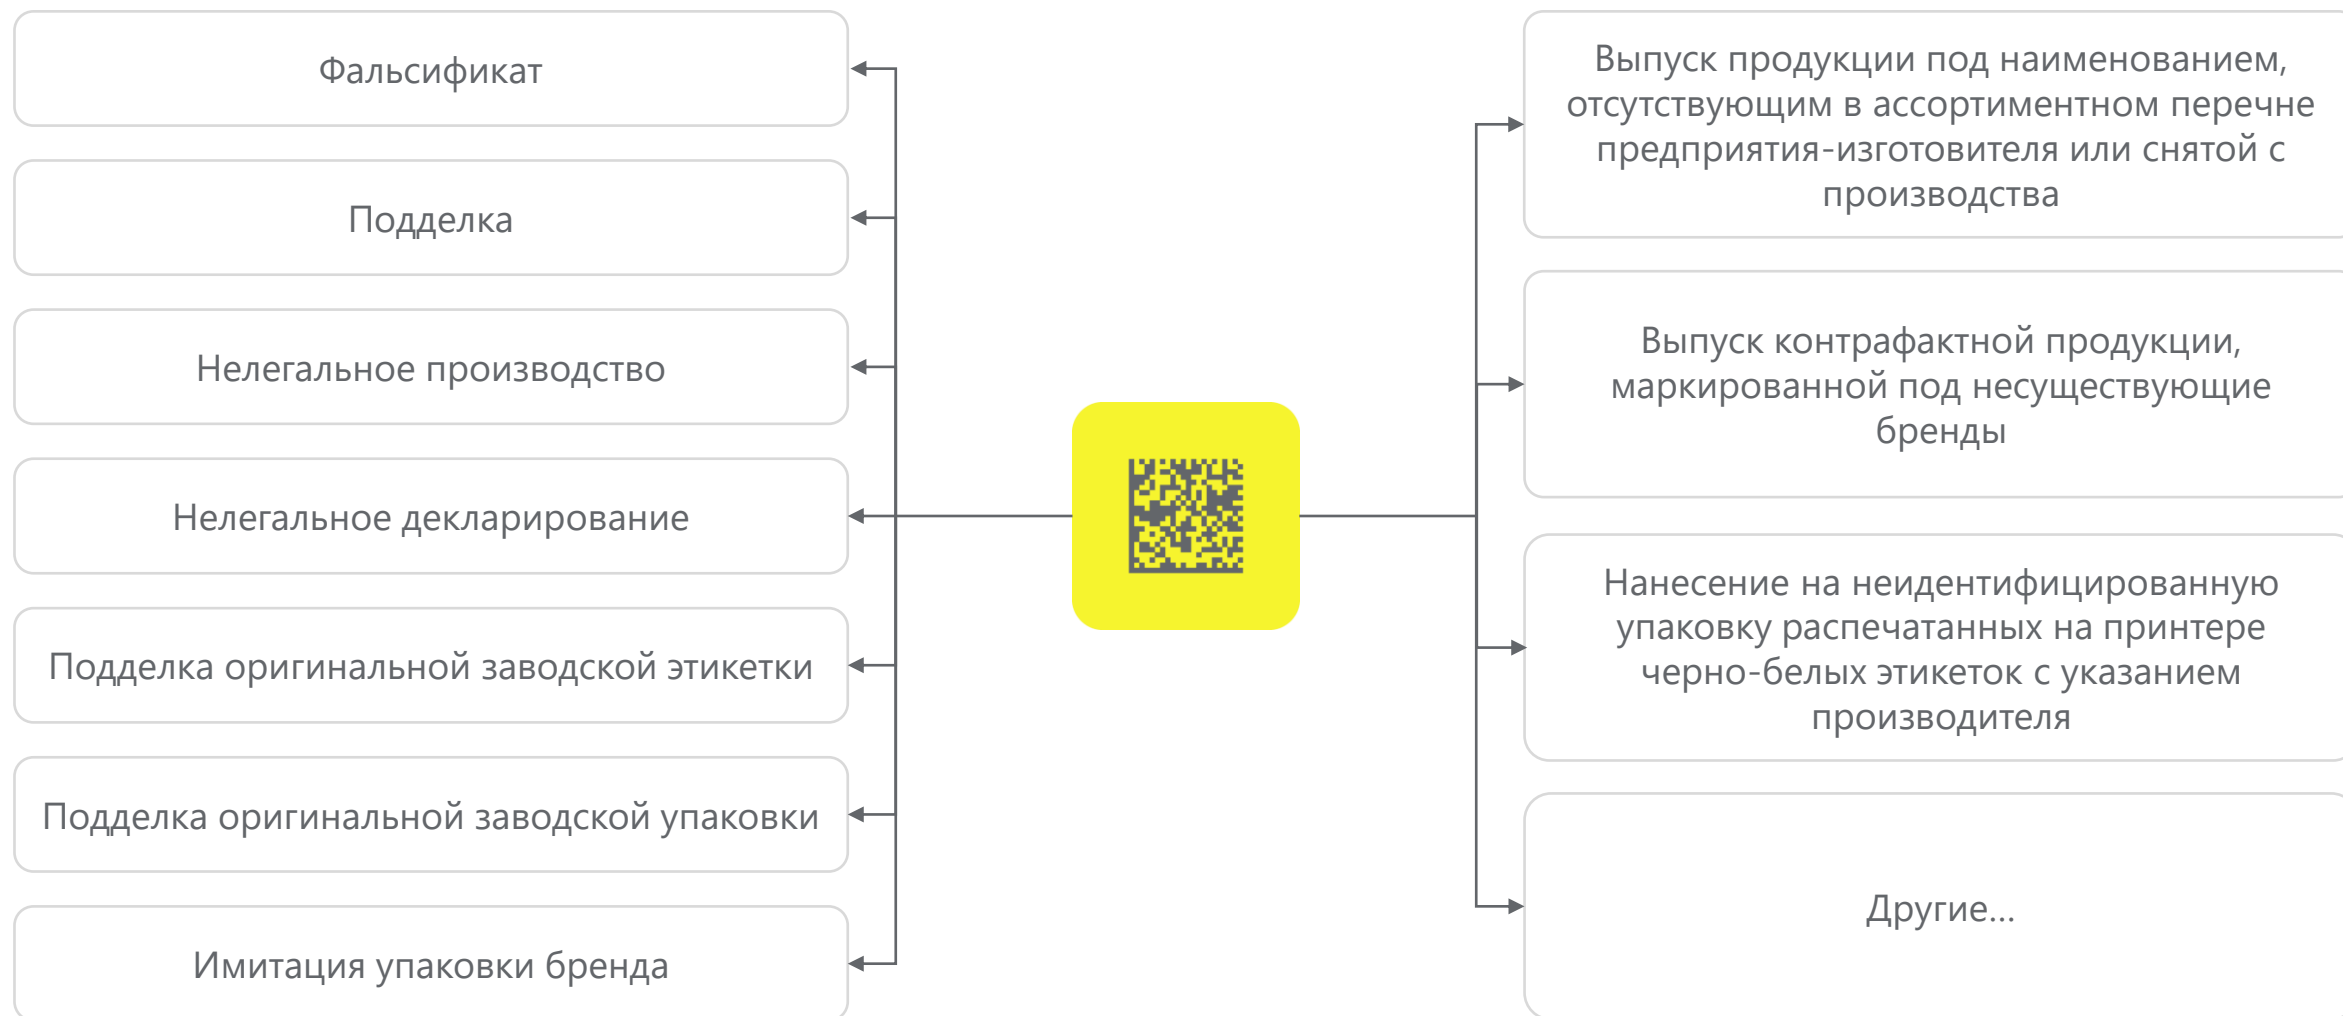 Фальсификат
Подделка
Нелегальное производство
Нелегальное декларирование
Подделка оригинальной заводской этикетки
Подделка оригинальной заводской упаковки
Имитация упаковки бренда
Выпуск продукции под наименованием,
отсутствующим в ассортиментном перечне
предприятия-изготовителя или снятой с
производства
Выпуск контрафактной продукции,
маркированной под несуществующие
бренды
Нанесение на неидентифицированную
упаковку распечатанных на принтере
черно-белых этикеток с указанием
производителя
Другие...